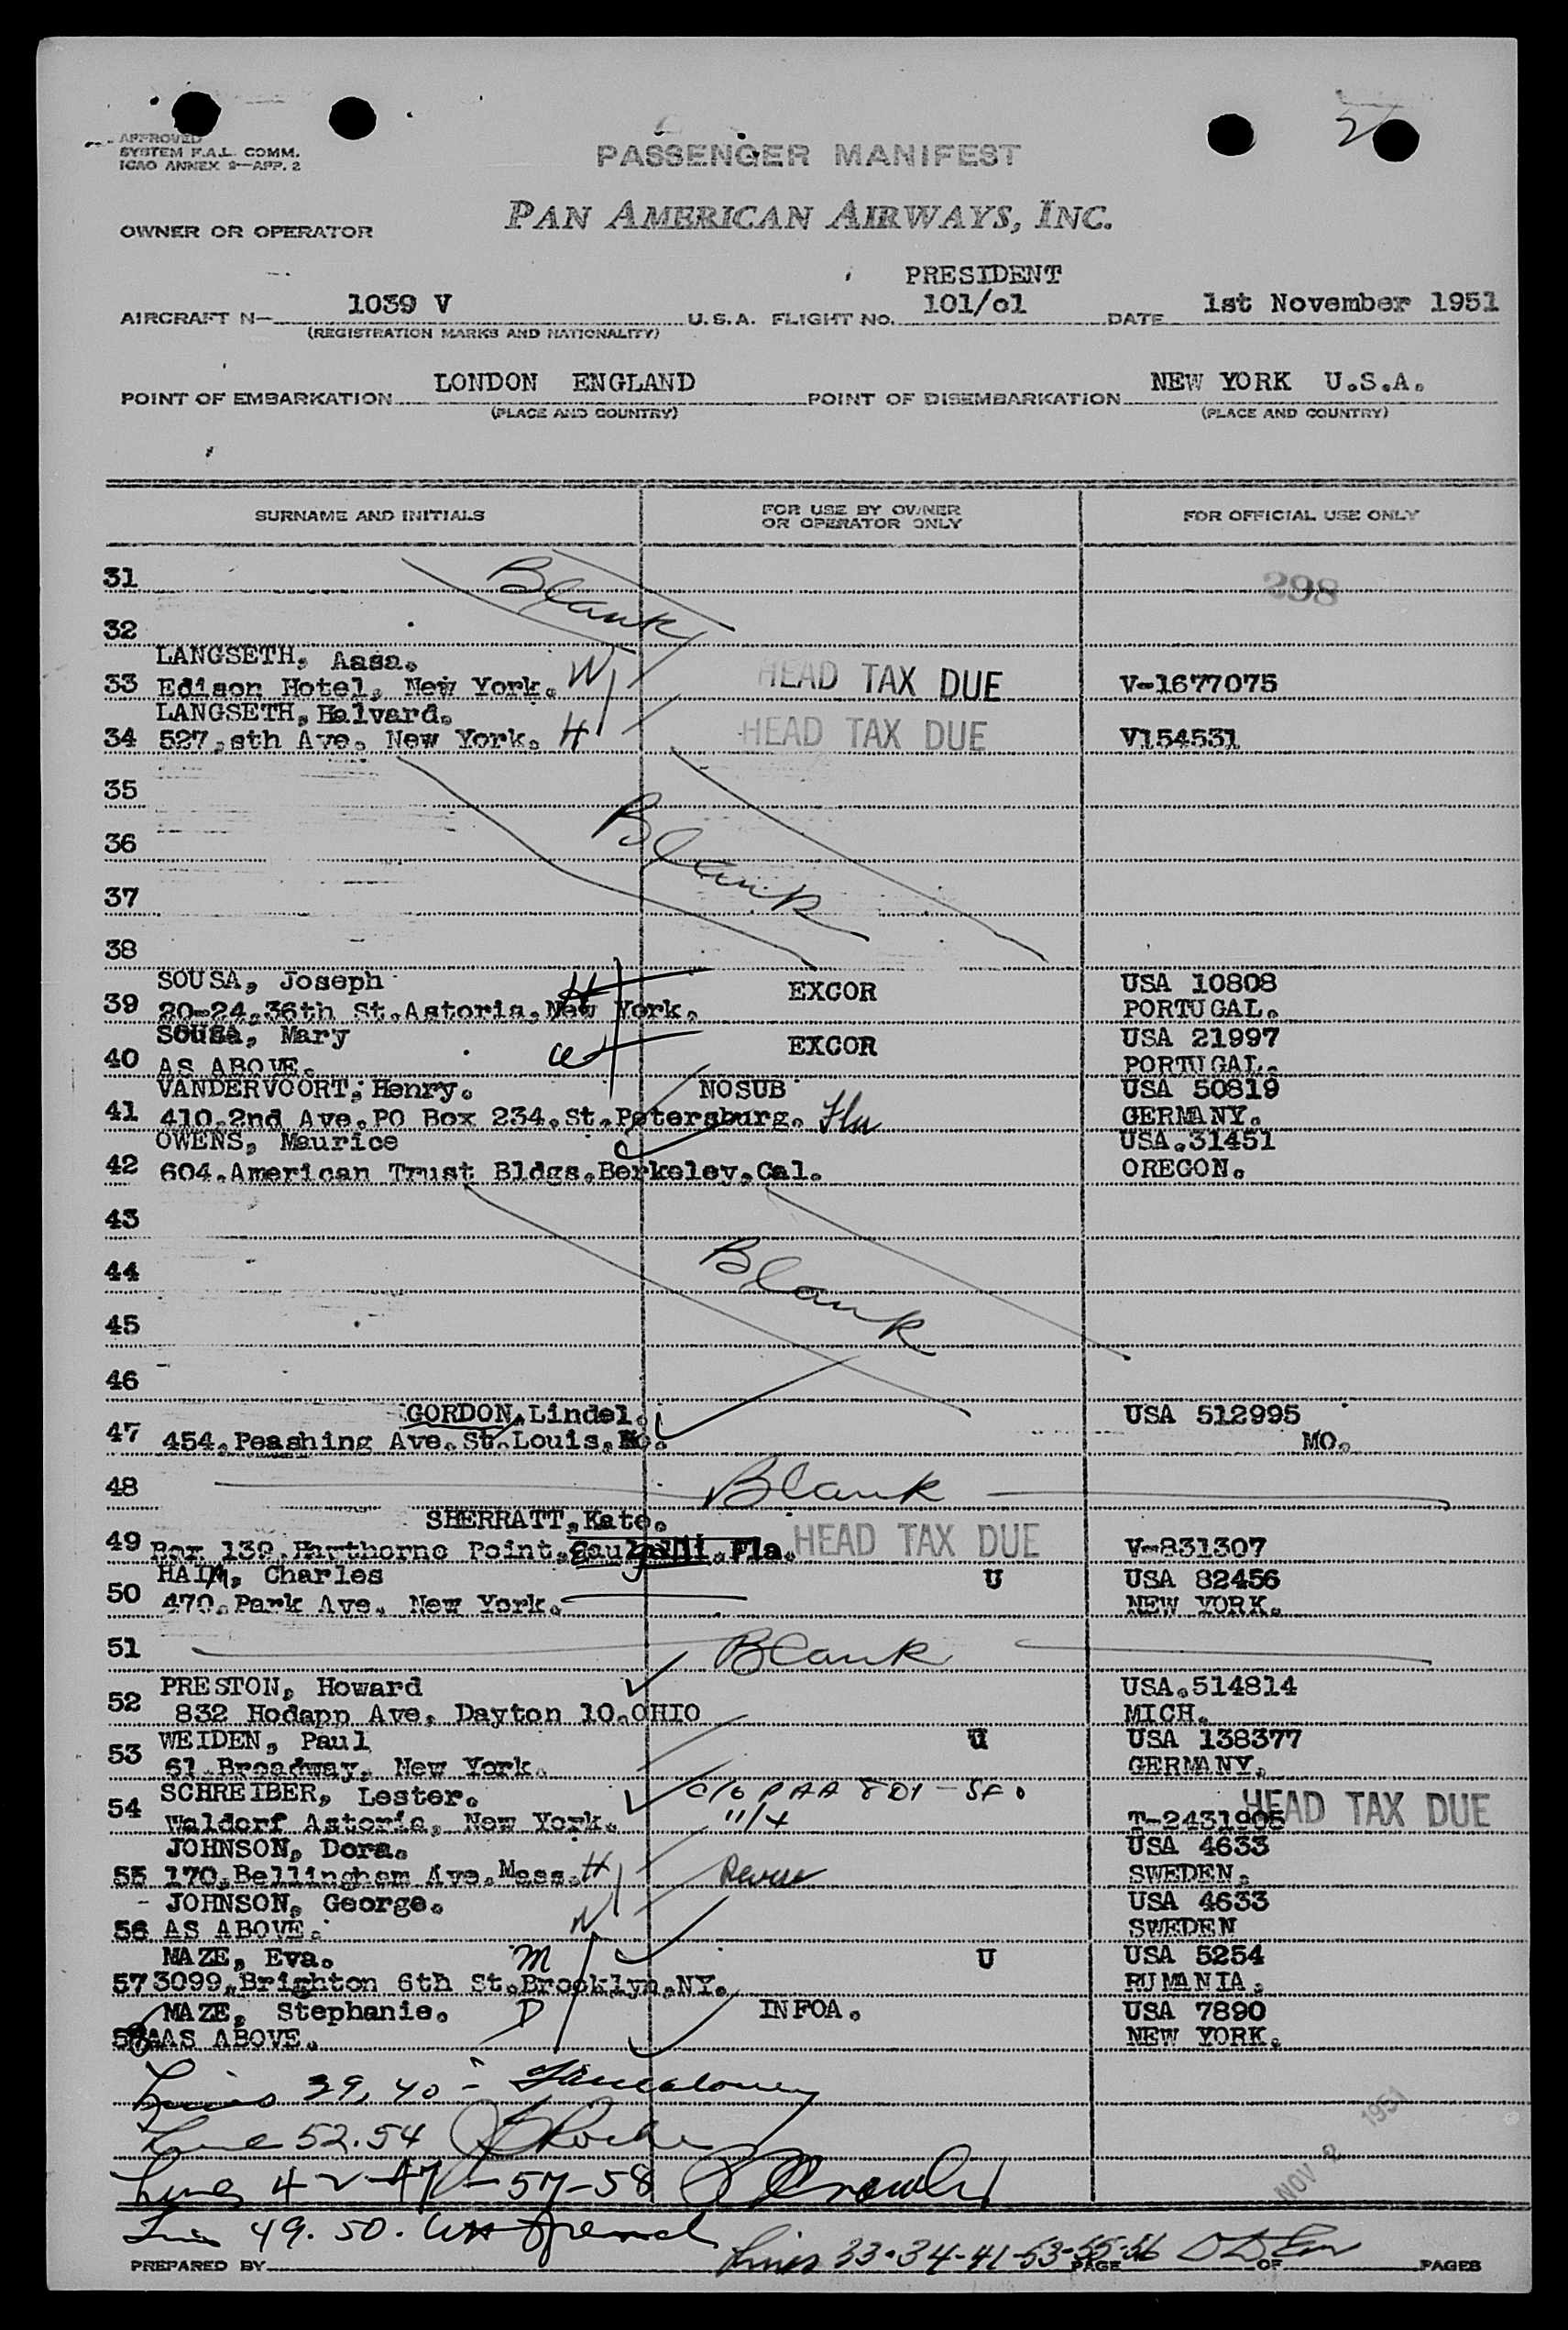 APPROVED
SYSTEM F.A.L. COMM.
ICAO ANNEX 9—APP. 2
PASSENGER MANIFEST
OWNER OR OPERATOR
PAN AMERICAN AIRWAYS, INC.
PRESIDENT
AIRCRAFT N— 1039 V U.S.A. FLIGHT NO. 101/01 DATE 1st November 1951
(REGISTRATION MARKS AND NATIONALITY)
POINT OF EMBARKATION LONDON ENGLAND POINT OF DISEMBARKATION NEW YORK U.S.A.
(PLACE AND COUNTRY) (PLACE AND COUNTRY)
SURNAME AND INITIALS FOR USE BY OWNER OR OPERATOR ONLY FOR OFFICIAL USE ONLY
31 Blank 298
32
LANGSETH, Aasa.
33 Edison Hotel, New York. W HEAD TAX DUE V-1677075
LANGSETH, Halvard.
34 527.5th Ave. New York. H HEAD TAX DUE V154531
35
36 Blank
37
38
SOUSA, Joseph EXCOR USA 10808
39 20-24.36th St.Astoria.New York. H PORTUGAL.
SOUSA, Mary EXCOR USA 21997
40 AS ABOVE. PORTUGAL.
VANDERVOORT, Henry. NOSUB USA 50819
41 410.2nd Ave.PO Box 234.St.Petersburg. Fla GERMANY.
OWENS, Maurice USA.31451
42 604.American Trust Bldgs.Berkeley.Cal. OREGON.
43
44 Blank
45
46
GORDON.Lindel. USA 512995
47 454.Peashing Ave.St.Louis.Mo. MO.
48 Blank
SHERRATT.Kate.
49 Box 139.Harthorne Point. Fla. HEAD TAX DUE V-831307
HAIM, Charles U USA 82456
50 470.Park Ave. New York. NEW YORK.
51 Blank
PRESTON, Howard USA.514814
52 832 Hodapp Ave. Dayton 10.OHIO MICH.
WEIDEN, Paul U USA 138377
53 61 Broadway. New York. GERMANY.
SCHREIBER, Lester. c/o PAA SF. HEAD TAX DUE
54 Waldorf Astoria. New York. 11/4 T-2431905
JOHNSON, Dora. USA 4633
55 170.Bellingham Ave.Mass. H SWEDEN.
JOHNSON, George. USA 4633
56 AS ABOVE. W SWEDEN
MAZE, Eva. M U USA 5254
57 3099.Brighton 6th St.Brooklyn.NY. RUMANIA.
MAZE, Stephanie. D INFOA. USA 7890
58 AS ABOVE. NEW YORK.
Lines 39, 40 -
Line 52.54
Lines 42-47-57-58
NOV 2 1951
49. 50.
Lines 33-34-41-53-55-56
PREPARED BY PAGE OF PAGES